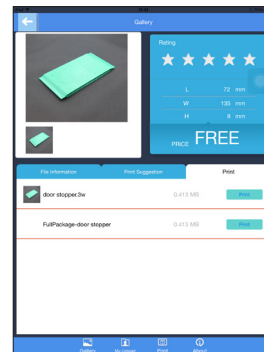 Gallery
Rating
L 72 mm
W 135 mm
H 8 mm
PRICE FREE
File Information Print Suggestion Print
door stopper.3w 0.413 MB Print
FullPackage-door stopper 0.413 MB Print
Gallery My Upload Print About